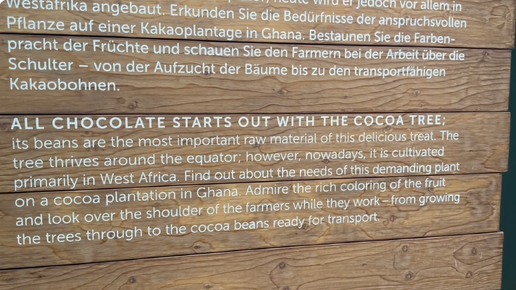 Westafrika angebaut. Erkunden Sie die Bedürfnisse der anspruchsvollen
Pflanze auf einer Kakaoplantage in Ghana. Bestaunen Sie die Farben-
pracht der Früchte und schauen Sie den Farmern bei der Arbeit über die
Schulter – von der Aufzucht der Bäume bis zu den transportfähigen
Kakaobohnen.
ALL CHOCOLATE STARTS OUT WITH THE COCOA TREE;
its beans are the most important raw material of this delicious treat. The
tree thrives around the equator; however, nowadays, it is cultivated
primarily in West Africa. Find out about the needs of this demanding plant
on a cocoa plantation in Ghana. Admire the rich coloring of the fruit
and look over the shoulder of the farmers while they work – from growing
the trees through to the cocoa beans ready for transport.